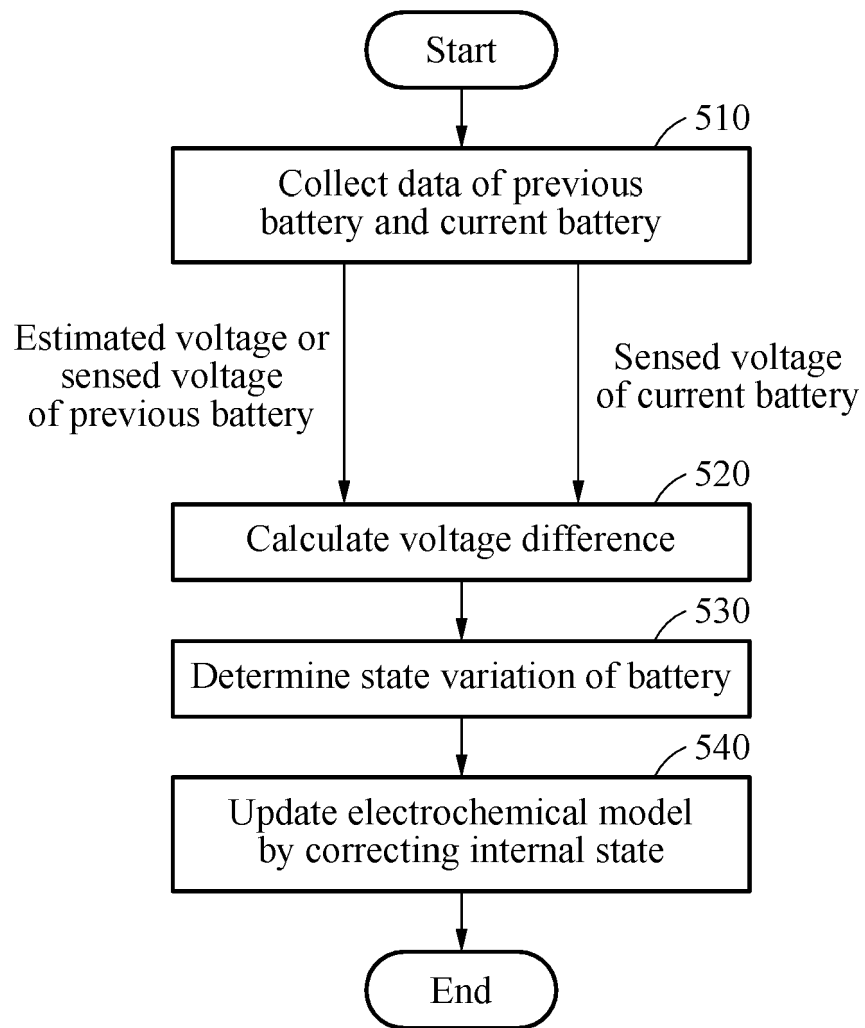 Start
510
Collect data of previous
battery and current battery
Estimated voltage or
sensed voltage
of previous battery
Sensed voltage
of current battery
520
Calculate voltage difference
530
Determine state variation of battery
540
Update electrochemical model
by correcting internal state
End